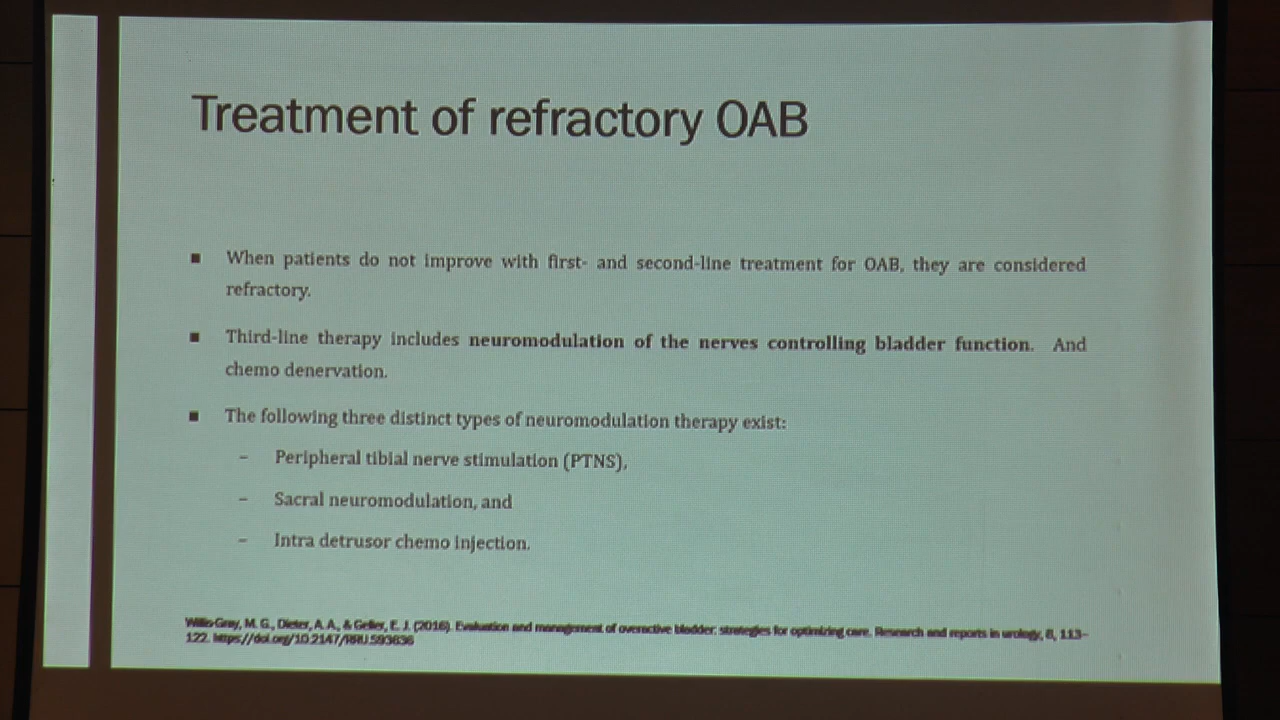 Treatment of refractory OAB
When patients do not improve with first- and second-line treatment for OAB, they are considered
refractory.
Third-line therapy includes neuromodulation of the nerves controlling bladder function. And
chemo denervation.
The following three distinct types of neuromodulation therapy exist:
– Peripheral tibial nerve stimulation (PTNS),
– Sacral neuromodulation, and
– Intra detrusor chemo injection.
Willis-Gray, M. G., Dieter, A. A., & Geller, E. J. (2016). Evaluation and management of overactive bladder: strategies for optimizing care. Research and reports in urology, 8, 113–
122. https://doi.org/10.2147/RRU.S93636